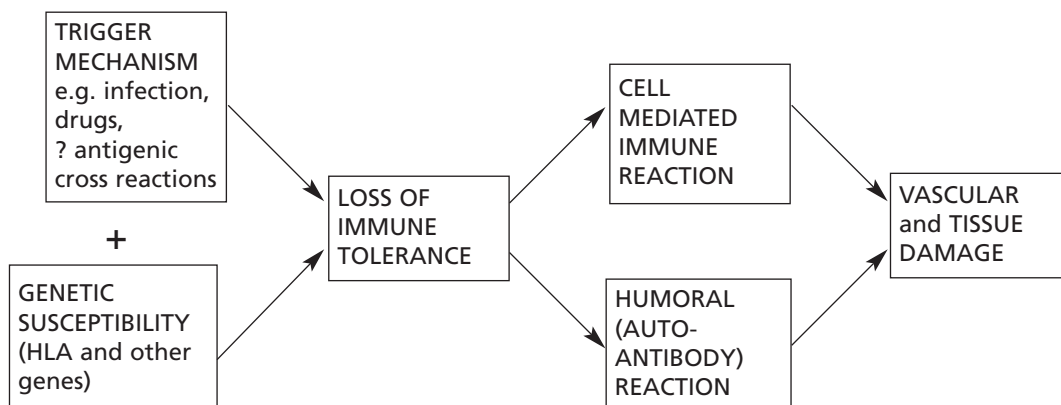 TRIGGER
MECHANISM
e.g. infection,
drugs,
? antigenic
cross reactions
+
GENETIC
SUSCEPTIBILITY
(HLA and other
genes)
LOSS OF
IMMUNE
TOLERANCE
CELL
MEDIATED
IMMUNE
REACTION
HUMORAL
(AUTO-
ANTIBODY)
REACTION
VASCULAR
and TISSUE
DAMAGE